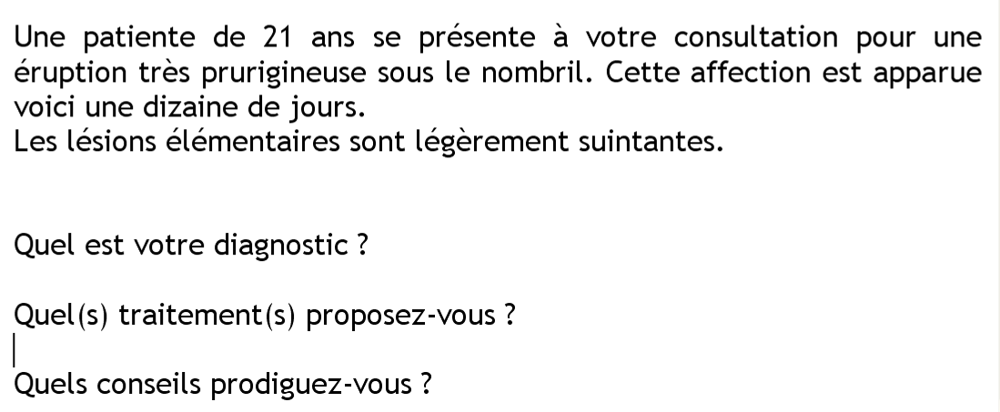 Une patiente de 21 ans se présente à votre consultation pour une
éruption très prurigineuse sous le nombril. Cette affection est apparue
voici une dizaine de jours.
Les lésions élémentaires sont légèrement suintantes.
Quel est votre diagnostic ?
Quel(s) traitement(s) proposez-vous ?
Quels conseils prodiguez-vous ?